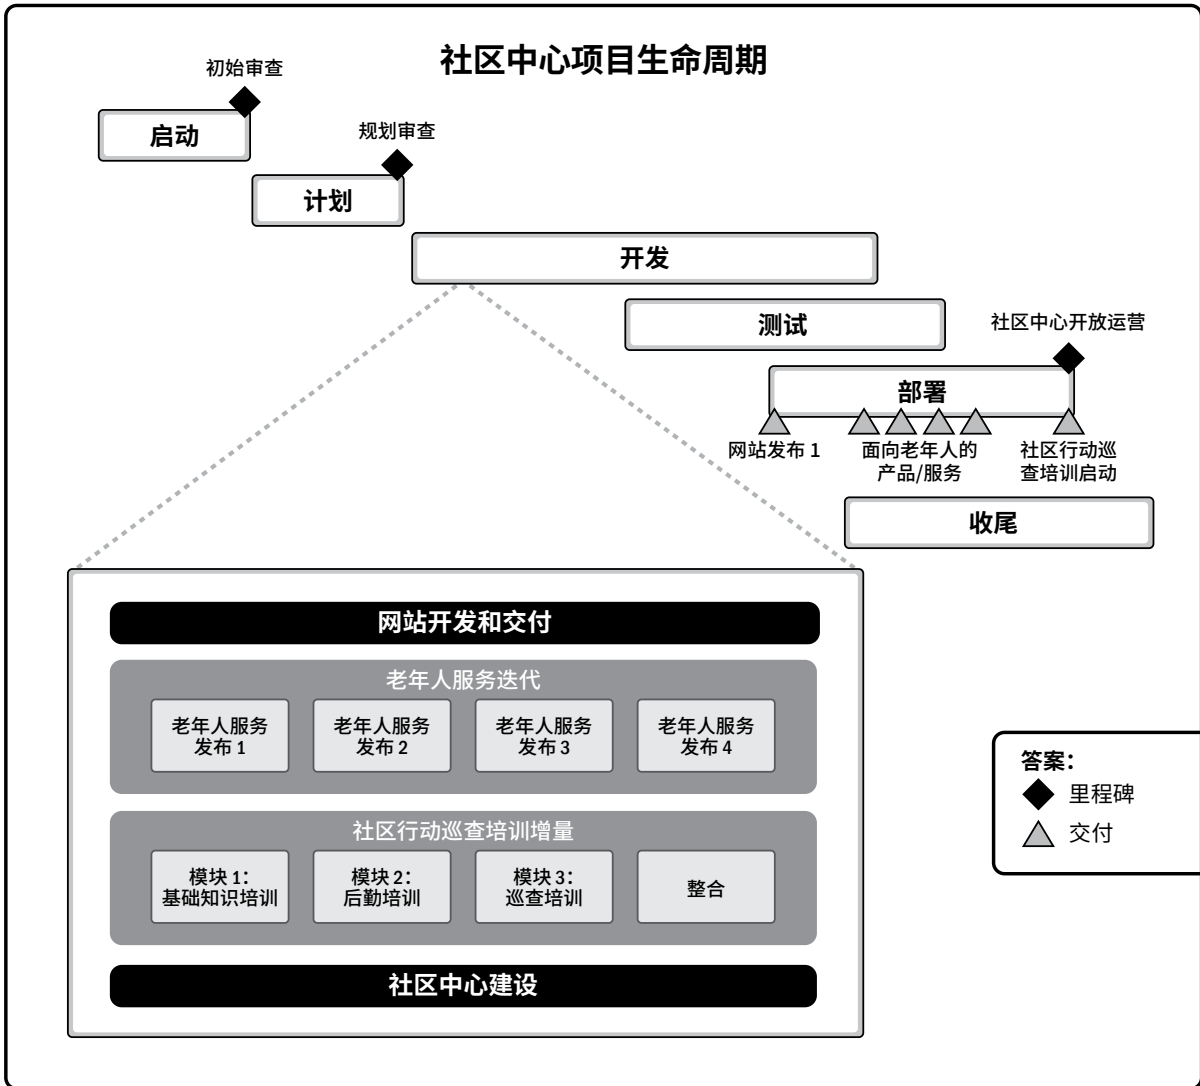 社区中心项目生命周期
初始审查
启动
规划审查
计划
开发
测试
社区中心开放运营
部署
网站发布 1
面向老年人的
产品/服务
社区行动巡
查培训启动
收尾
网站开发和交付
老年人服务迭代
老年人服务
发布 1
老年人服务
发布 2
老年人服务
发布 3
老年人服务
发布 4
社区行动巡查培训增量
模块 1：
基础知识培训
模块 2：
后勤培训
模块 3：
巡查培训
整合
社区中心建设
答案：
里程碑
交付